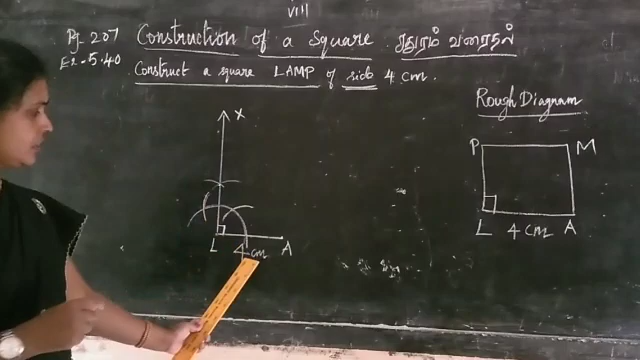 VIII
Pg. 207 Construction of a Square சதுரம் வரைதல்
Ex-5.40 Construct a square LAMP of side 4 cm.
Rough Diagram
X
P M
L 4 cm A
L 4 cm A